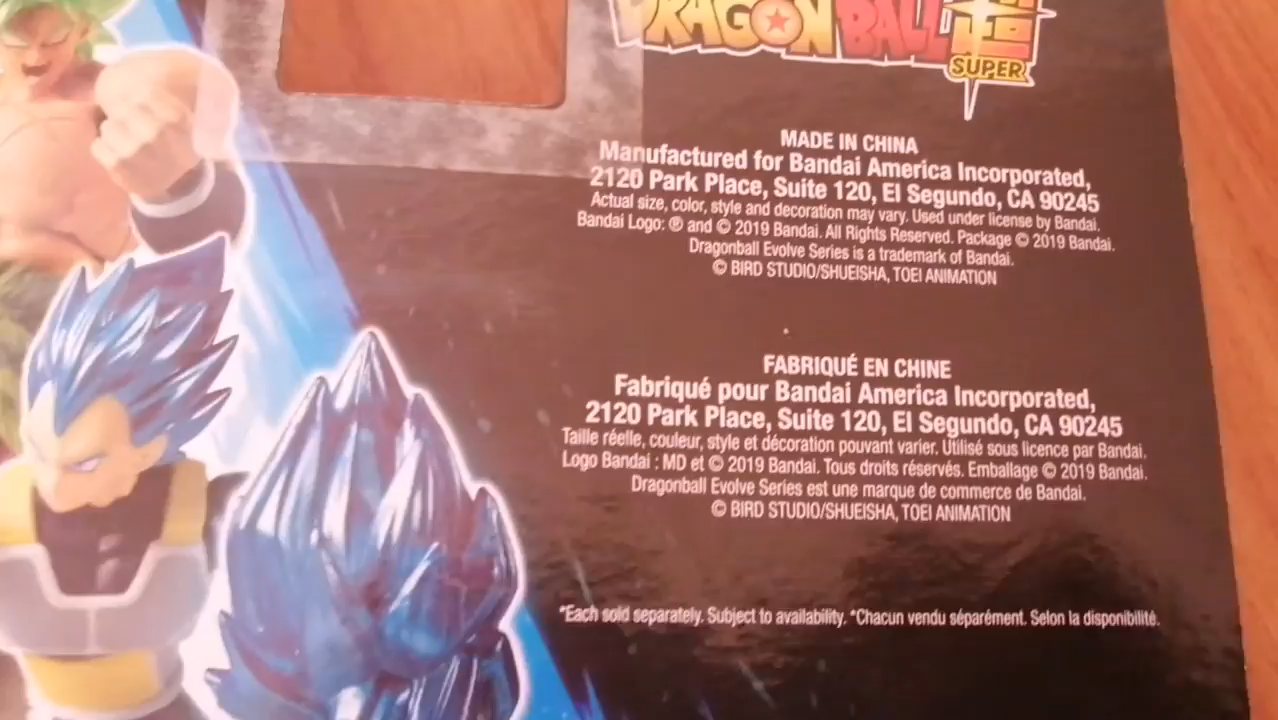 DRAGON BALL
SUPER
MADE IN CHINA
Manufactured for Bandai America Incorporated,
2120 Park Place, Suite 120, El Segundo, CA 90245
Actual size, color, style and decoration may vary. Used under license by Bandai.
Bandai Logo: ® and © 2019 Bandai. All Rights Reserved. Package © 2019 Bandai.
Dragonball Evolve Series is a trademark of Bandai.
© BIRD STUDIO/SHUEISHA, TOEI ANIMATION
FABRIQUÉ EN CHINE
Fabriqué pour Bandai America Incorporated,
2120 Park Place, Suite 120, El Segundo, CA 90245
Taille réelle, couleur, style et décoration pouvant varier. Utilisé sous licence par Bandai.
Logo Bandai : MD et © 2019 Bandai. Tous droits réservés. Emballage © 2019 Bandai.
Dragonball Evolve Series est une marque de commerce de Bandai.
© BIRD STUDIO/SHUEISHA, TOEI ANIMATION
*Each sold separately. Subject to availability. *Chacun vendu séparément. Selon la disponibilité.